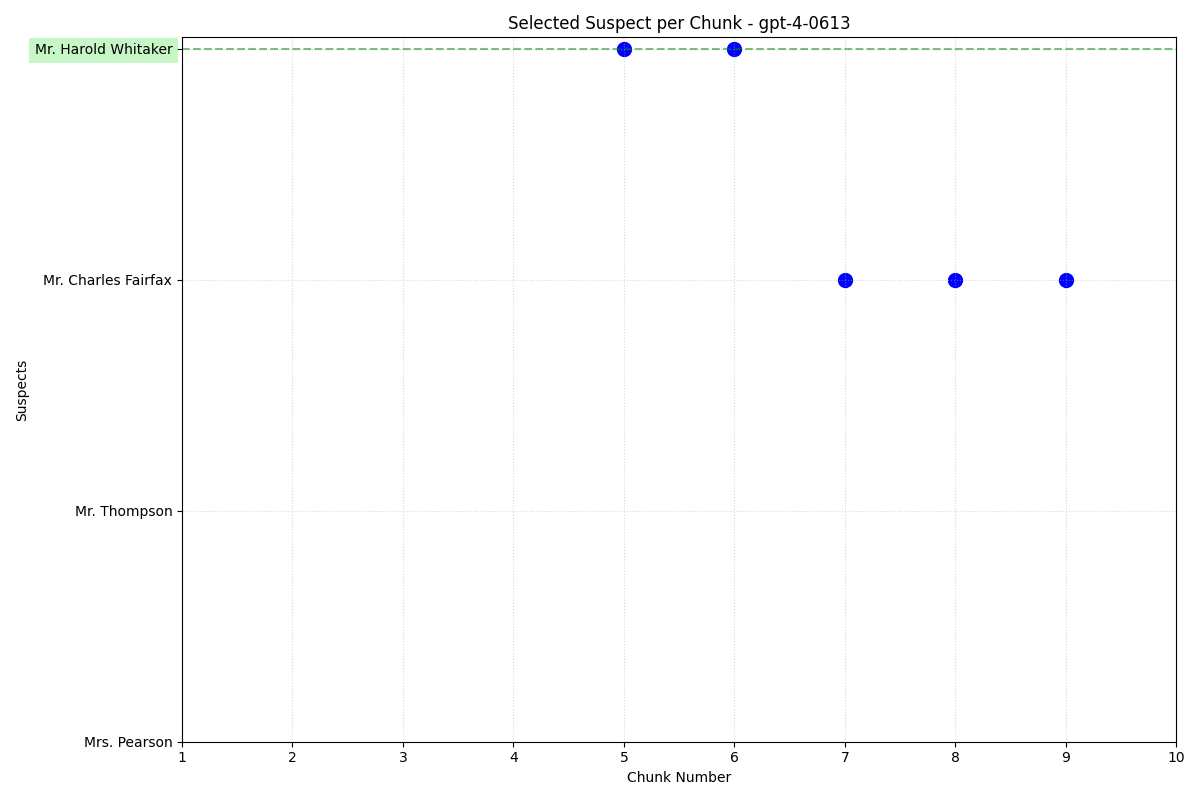 Selected Suspect per Chunk - gpt-4-0613
Mr. Harold Whitaker
Mr. Charles Fairfax
Mr. Thompson
Mrs. Pearson
Suspects
1 2 3 4 5 6 7 8 9 10
Chunk Number